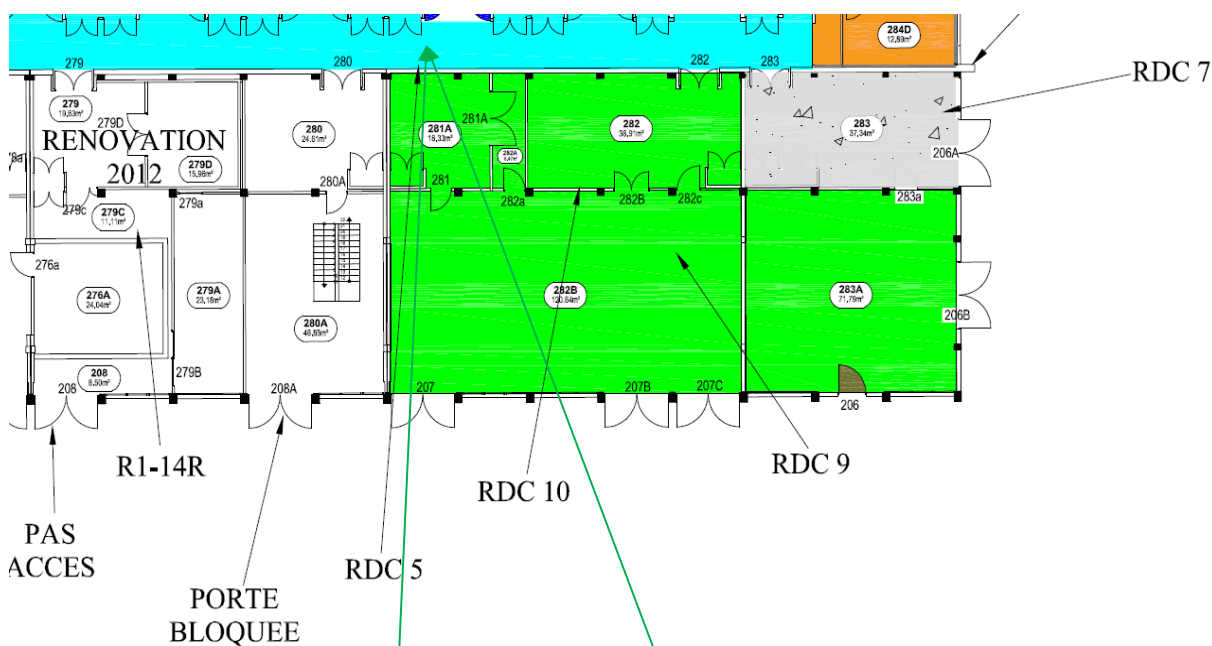 284D
12,89m²
279
280
282
283
RDC 7
279
19,63m²
279D
RENOVATION
2012
279D
15,98m²
280
24,61m²
281A
16,33m²
281A
282
36,91m²
282A
283
37,34m²
206A
279c
279C
11,11m²
279a
280A
281
282a
282B
282c
283a
276a
276A
24,04m²
279A
23,18m²
280A
282B
120,64m²
283A
71,79m²
206B
208
8,50m²
279B
208
208A
207
207B
207C
206
R1-14R
RDC 10
RDC 9
PAS
ACCES
RDC 5
PORTE
BLOQUEE